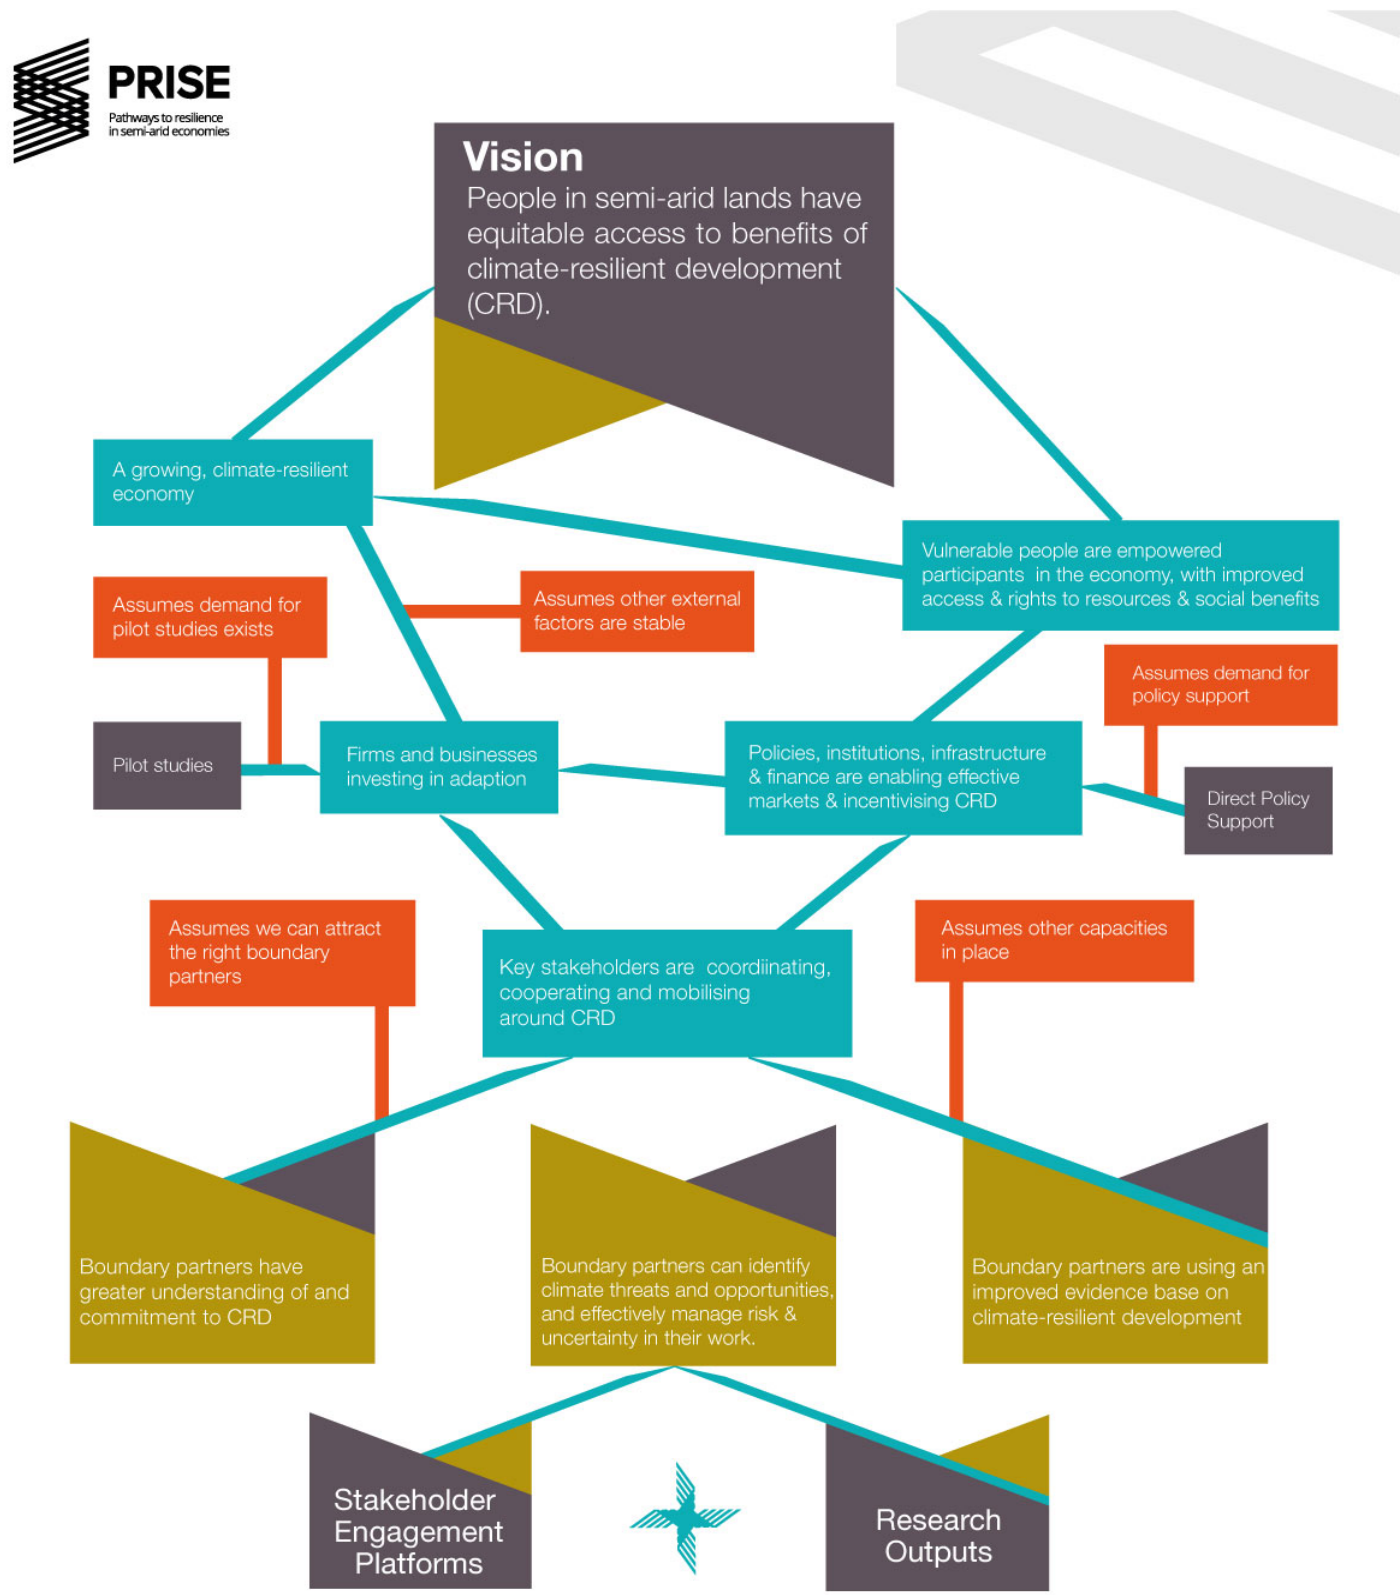 PRISE
Pathways to resilience
in semi-arid economies
Vision
People in semi-arid lands have
equitable access to benefits of
climate-resilient development
(CRD).
A growing, climate-resilient
economy
Vulnerable people are empowered
participants in the economy, with improved
access & rights to resources & social benefits
Assumes demand for
pilot studies exists
Assumes other external
factors are stable
Assumes demand for
policy support
Pilot studies
Firms and businesses
investing in adaption
Policies, institutions, infrastructure
& finance are enabling effective
markets & incentivising CRD
Direct Policy
Support
Assumes we can attract
the right boundary
partners
Key stakeholders are coordiinating,
cooperating and mobilising
around CRD
Assumes other capacities
in place
Boundary partners have
greater understanding of and
commitment to CRD
Boundary partners can identify
climate threats and opportunities,
and effectively manage risk &
uncertainty in their work.
Boundary partners are using an
improved evidence base on
climate-resilient development
Stakeholder
Engagement
Platforms
Research
Outputs